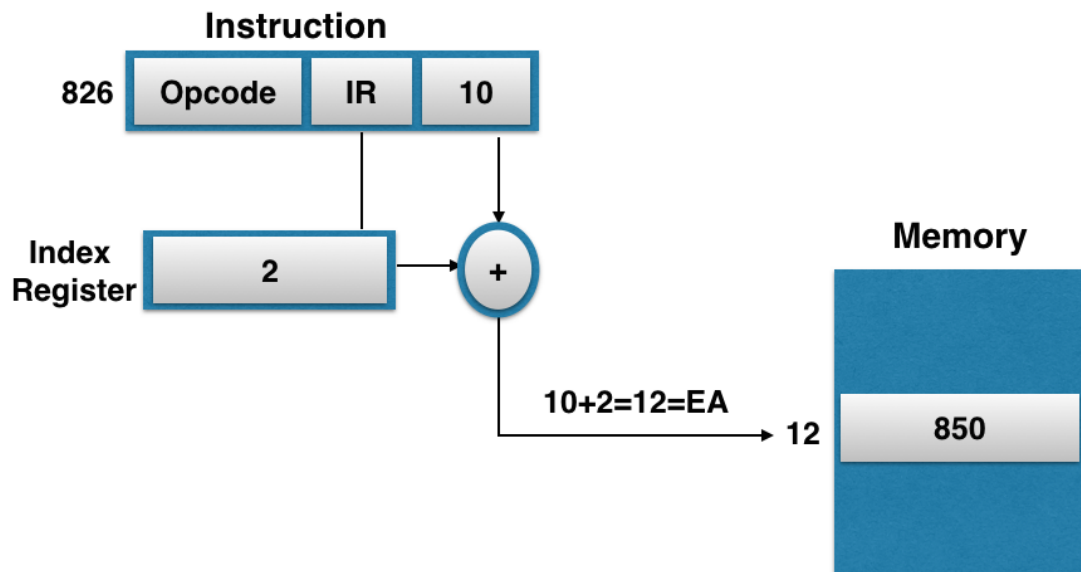 Instruction
826 Opcode IR 10
Index
Register
2
+
Memory
10+2=12=EA
12 850